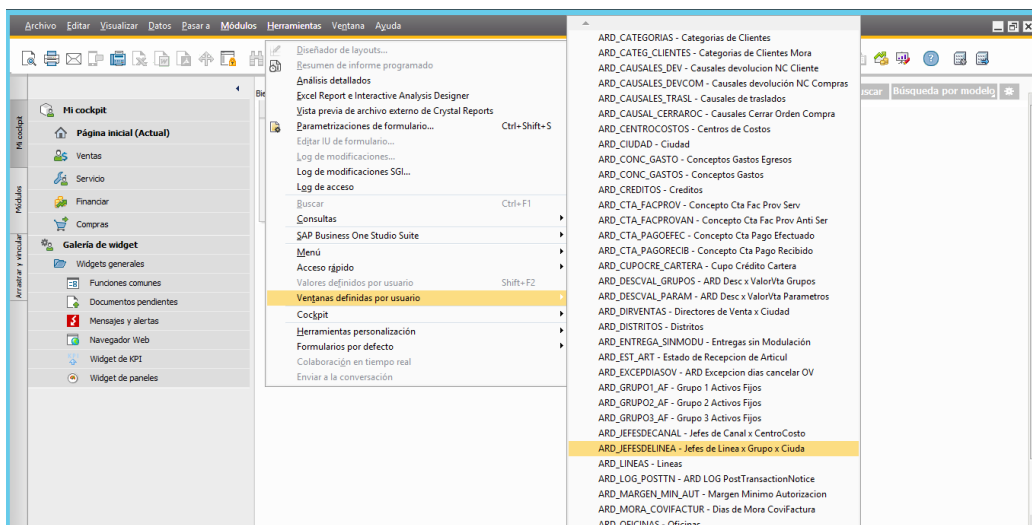 Archivo Editar Visualizar Datos Pasar a Módulos Herramientas Ventana Ayuda
Mi cockpit
Módulos
Arrastrar y vincular
Mi cockpit
Página inicial (Actual)
Ventas
Servicio
Financiar
Compras
Galería de widget
Widgets generales
Funciones comunes
Documentos pendientes
Mensajes y alertas
Navegador Web
Widget de KPI
Widget de paneles
Bie
Diseñador de layouts...
Resumen de informe programado
Análisis detallados
Excel Report e Interactive Analysis Designer
Vista previa de archivo externo de Crystal Reports
Parametrizaciones de formulario... Ctrl+Shift+S
Editar IU de formulario...
Log de modificaciones...
Log de modificaciones SGI...
Log de acceso
Buscar Ctrl+F1
Consultas
SAP Business One Studio Suite
Menú
Acceso rápido
Valores definidos por usuario Shift+F2
Ventanas definidas por usuario
Cockpit
Herramientas personalización
Formularios por defecto
Colaboración en tiempo real
Enviar a la conversación
ARD_CATEGORIAS - Categorias de Clientes
ARD_CATEG_CLIENTES - Categorias de Clientes Mora
ARD_CAUSALES_DEV - Causales devolucion NC Cliente
ARD_CAUSALES_DEVCOM - Causales devolución NC Compras
ARD_CAUSALES_TRASL - Causales de traslados
ARD_CAUSAL_CERRAROC - Causales Cerrar Orden Compra
ARD_CENTROCOSTOS - Centros de Costos
ARD_CIUDAD - Ciudad
ARD_CONC_GASTO - Conceptos Gastos Egresos
ARD_CONC_GASTOS - Conceptos Gastos
ARD_CREDITOS - Creditos
ARD_CTA_FACPROV - Concepto Cta Fac Prov Serv
ARD_CTA_FACPROVAN - Concepto Cta Fac Prov Anti Ser
ARD_CTA_PAGOEFEC - Concepto Cta Pago Efectuado
ARD_CTA_PAGORECIB - Concepto Cta Pago Recibido
ARD_CUPOCRE_CARTERA - Cupo Crédito Cartera
ARD_DESCVAL_GRUPOS - ARD Desc x ValorVta Grupos
ARD_DESCVAL_PARAM - ARD Desc x ValorVta Parametros
ARD_DIRVENTAS - Directores de Venta x Ciudad
ARD_DISTRITOS - Distritos
ARD_ENTREGA_SINMODU - Entregas sin Modulación
ARD_EST_ART - Estado de Recepcion de Articul
ARD_EXCEPDIASOV - ARD Excepcion dias cancelar OV
ARD_GRUPO1_AF - Grupo 1 Activos Fijos
ARD_GRUPO2_AF - Grupo 2 Activos Fijos
ARD_GRUPO3_AF - Grupo 3 Activos Fijos
ARD_JEFESDECANAL - Jefes de Canal x CentroCosto
ARD_JEFESDELINEA - Jefes de Linea x Grupo x Ciuda
ARD_LINEAS - Lineas
ARD_LOG_POSTTN - ARD LOG PostTransactionNotice
ARD_MARGEN_MIN_AUT - Margen Minimo Autorizacion
ARD_MORA_COVIFACTUR - Dias de Mora CoviFactura
ARD_OFICINAS - Oficinas
uscar Búsqueda por modelo